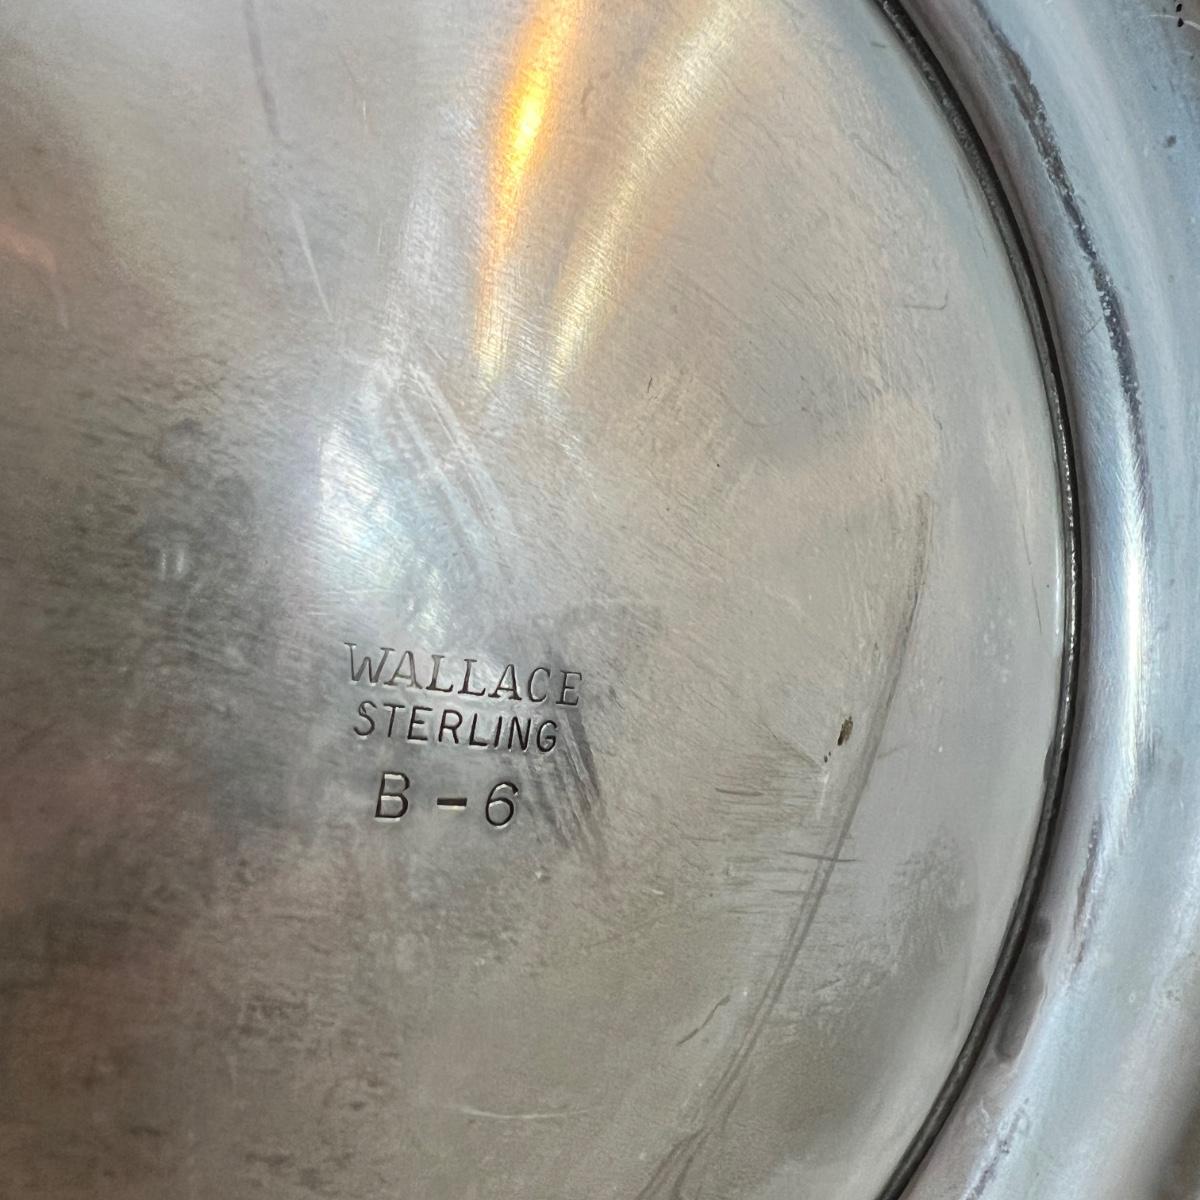 WALLACE
STERLING
B - 6